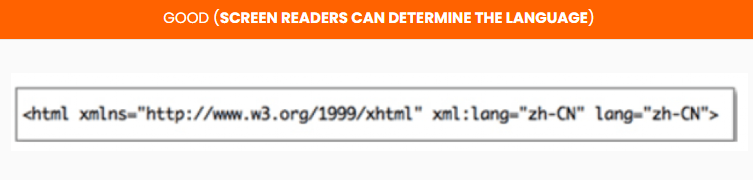 GOOD (SCREEN READERS CAN DETERMINE THE LANGUAGE)
<html xmlns="http://www.w3.org/1999/xhtml" xml:lang="zh-CN" lang="zh-CN">